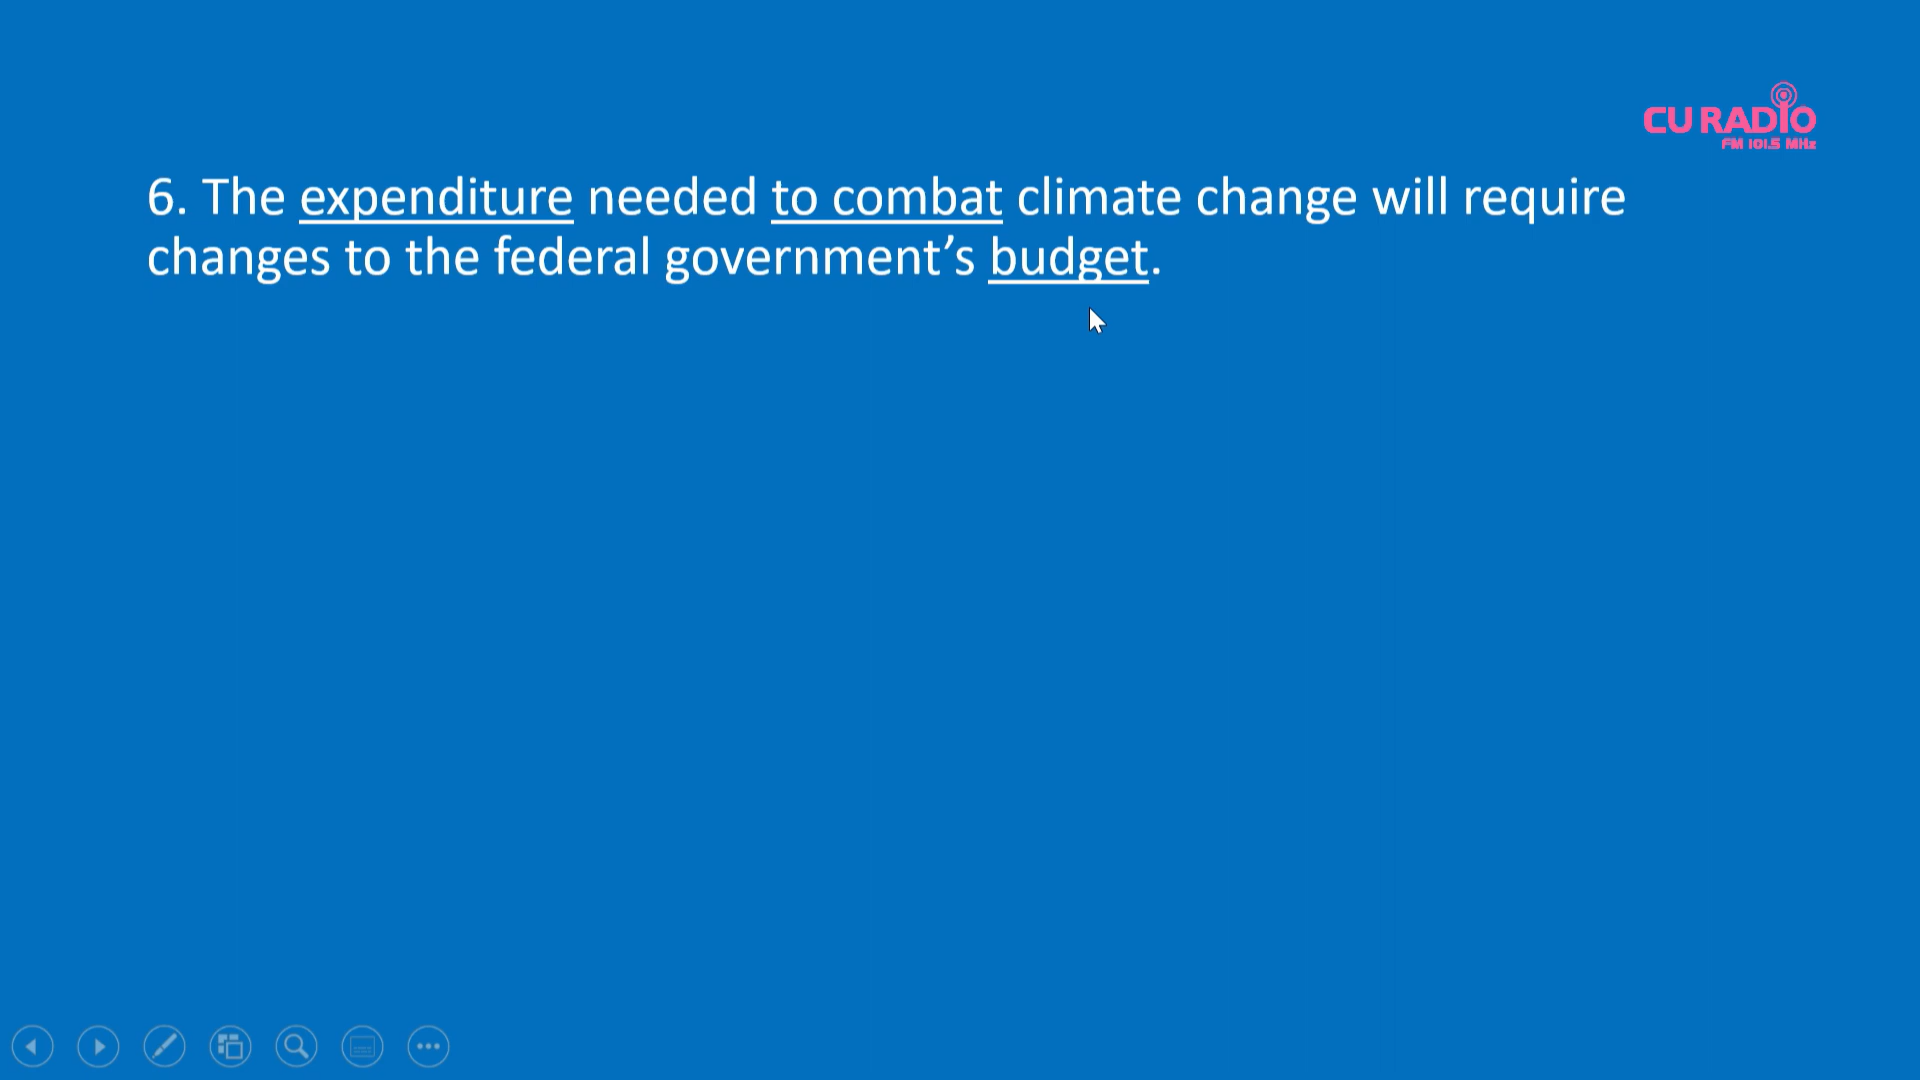 CU RADIO
FM 101.5 MHz
6. The expenditure needed to combat climate change will require
changes to the federal government’s budget.